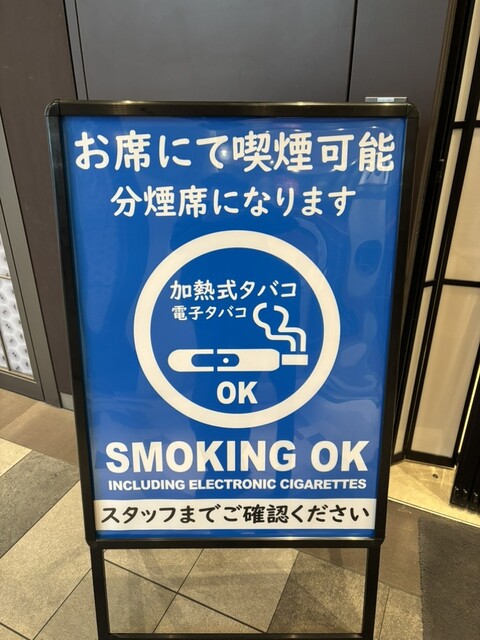 お席にて喫煙可能
分煙席になります
加熱式タバコ
電子タバコ
OK
SMOKING OK
INCLUDING ELECTRONIC CIGARETTES
スタッフまでご確認ください